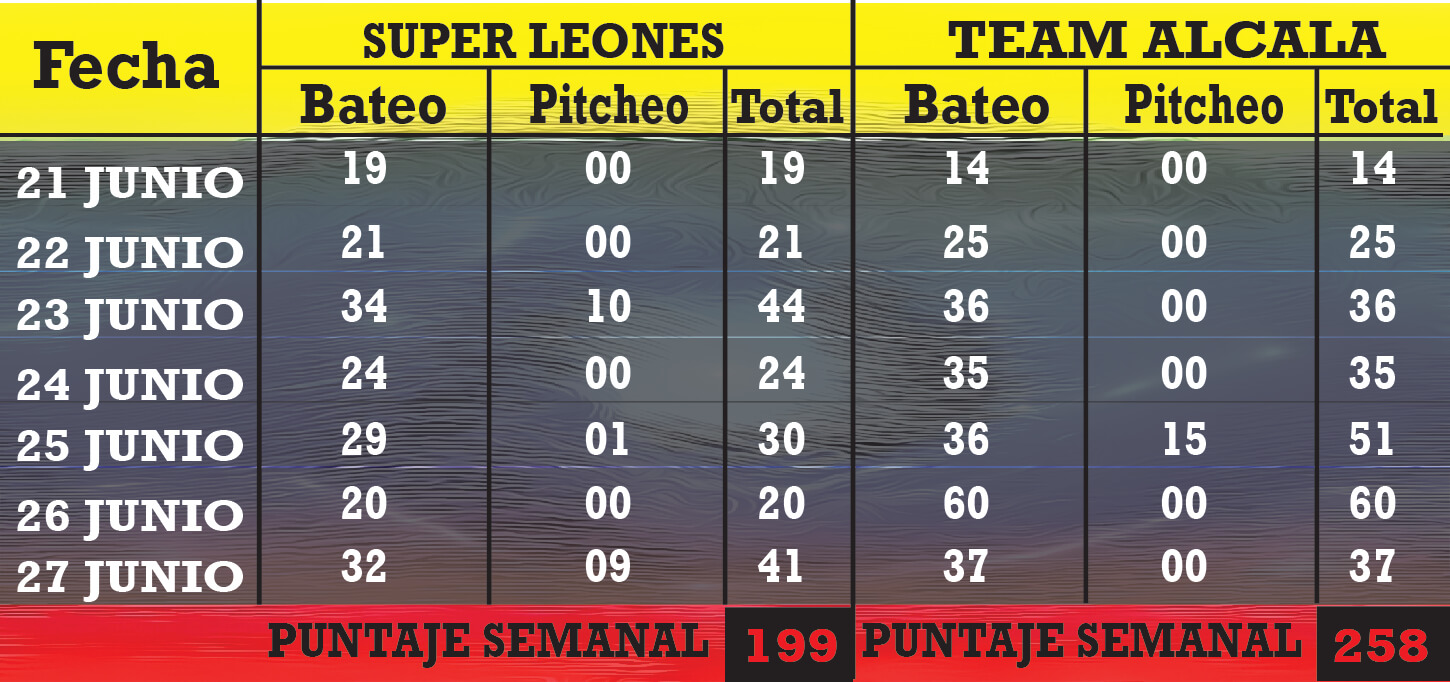 Fecha SUPER LEONES TEAM ALCALA
Bateo Pitcheo Total Bateo Pitcheo Total
21 JUNIO 19 00 19 14 00 14
22 JUNIO 21 00 21 25 00 25
23 JUNIO 34 10 44 36 00 36
24 JUNIO 24 00 24 35 00 35
25 JUNIO 29 01 30 36 15 51
26 JUNIO 20 00 20 60 00 60
27 JUNIO 32 09 41 37 00 37
PUNTAJE SEMANAL 199 PUNTAJE SEMANAL 258